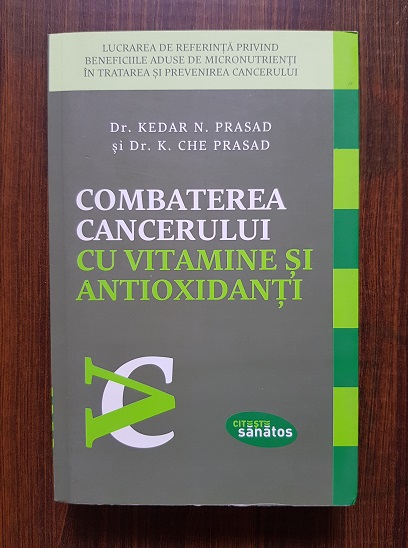 LUCRAREA DE REFERINȚĂ PRIVIND
BENEFICIILE ADUSE DE MICRONUTRIENȚI
ÎN TRATAREA ȘI PREVENIREA CANCERULUI
Dr. KEDAR N. PRASAD
și Dr. K. CHE PRASAD
COMBATEREA
CANCERULUI
CU VITAMINE ȘI
ANTIOXIDANȚI
VC
CITEȘTE
sănătos